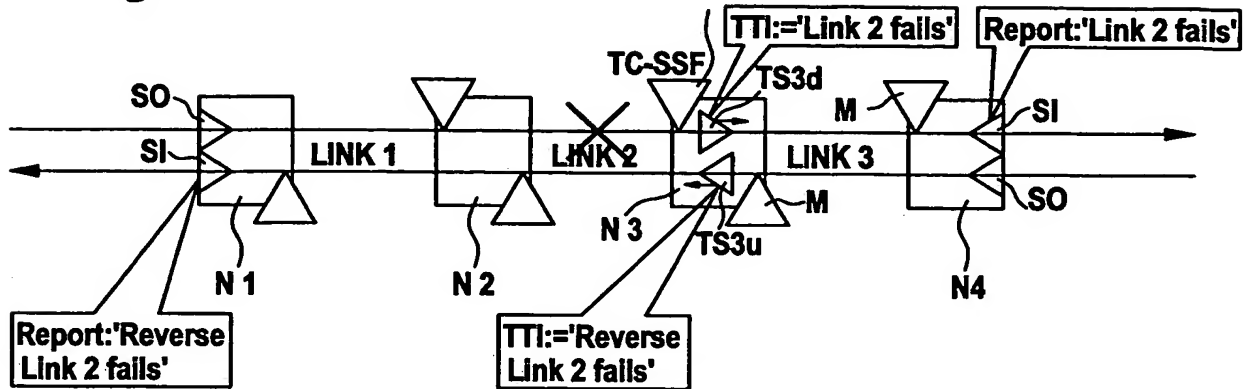 TTI:='Link 2 fails'
Report:'Link 2 fails'
TC-SSF
TS3d
SO
M
SI
SI
LINK 1
LINK 2
LINK 3
SO
N 3
M
TS3u
N 1
N 2
N4
Report:'Reverse
Link 2 fails'
TTI:='Reverse
Link 2 fails'